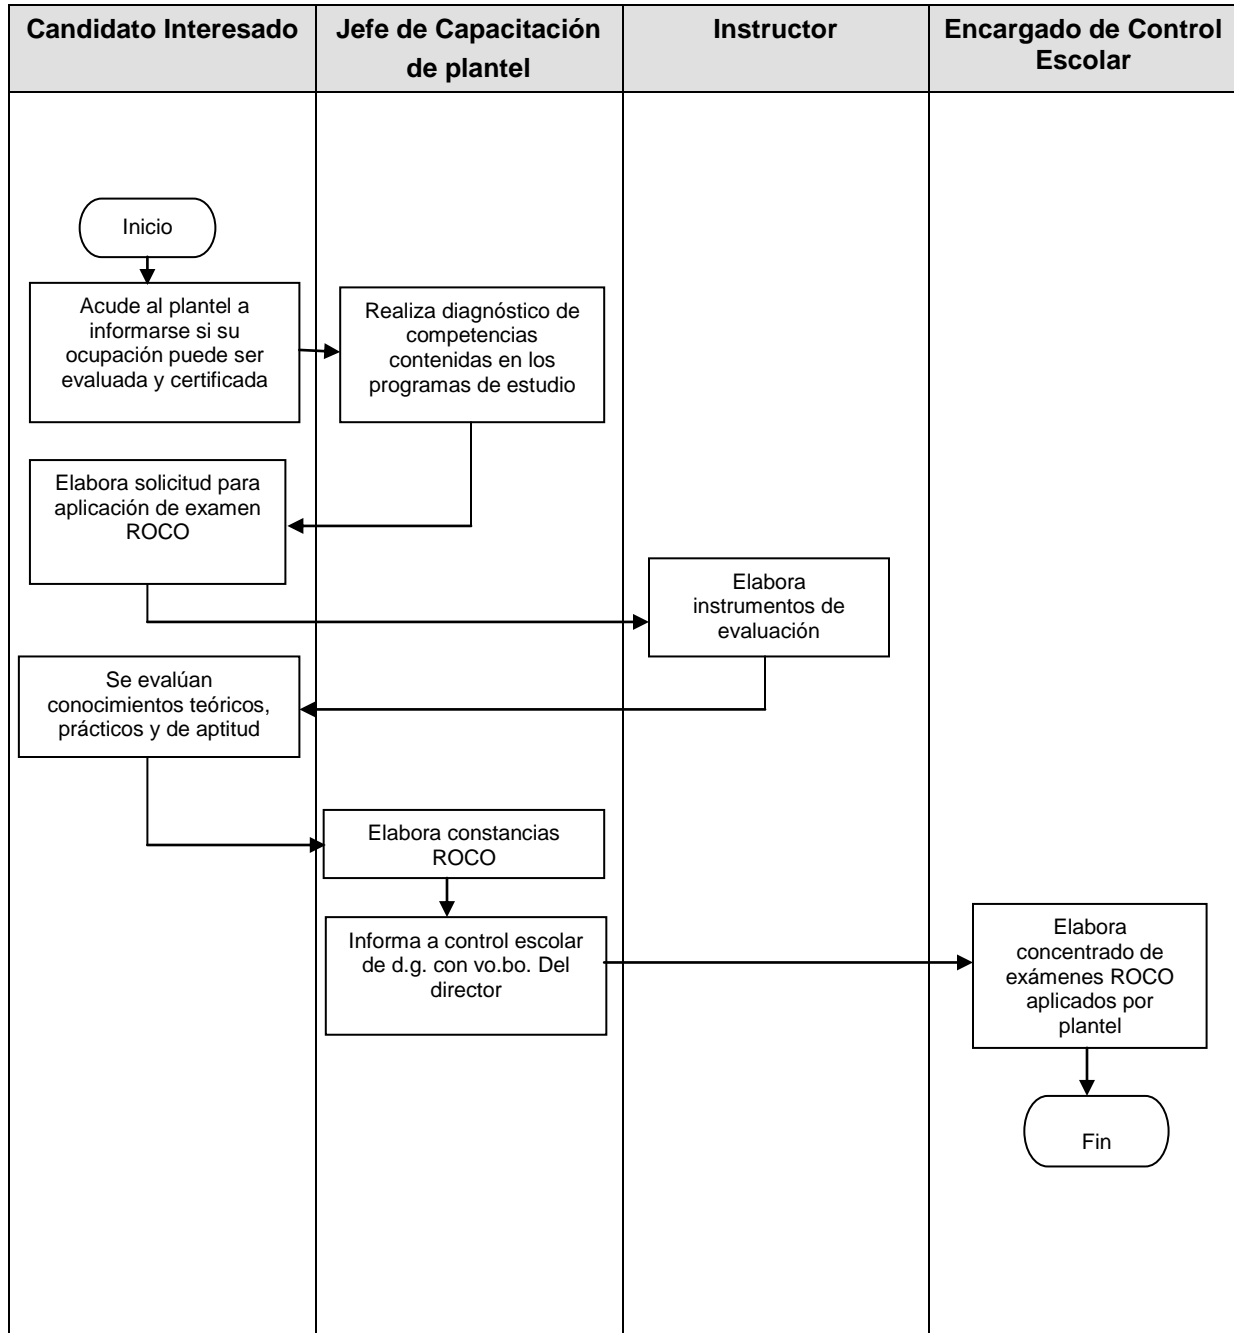 Candidato Interesado
Jefe de Capacitación
de plantel
Instructor
Encargado de Control
Escolar
Inicio
Acude al plantel a
informarse si su
ocupación puede ser
evaluada y certificada
Realiza diagnóstico de
competencias
contenidas en los
programas de estudio
Elabora solicitud para
aplicación de examen
ROCO
Elabora
instrumentos de
evaluación
Se evalúan
conocimientos teóricos,
prácticos y de aptitud
Elabora constancias
ROCO
Informa a control escolar
de d.g. con vo.bo. Del
director
Elabora
concentrado de
exámenes ROCO
aplicados por
plantel
Fin